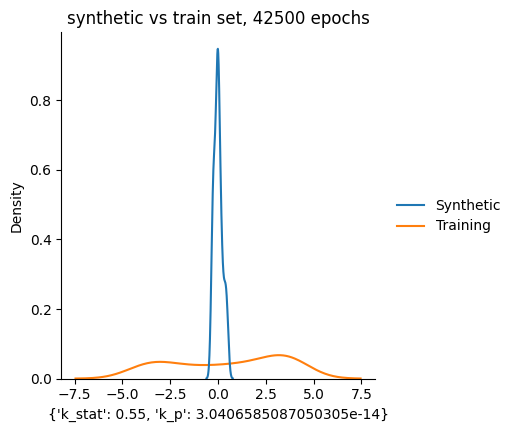 synthetic vs train set, 42500 epochs
Density
0.8
0.6
0.4
0.2
0.0
−7.5 −5.0 −2.5 0.0 2.5 5.0 7.5
{'k_stat': 0.55, 'k_p': 3.0406585087050305e-14}
Synthetic
Training